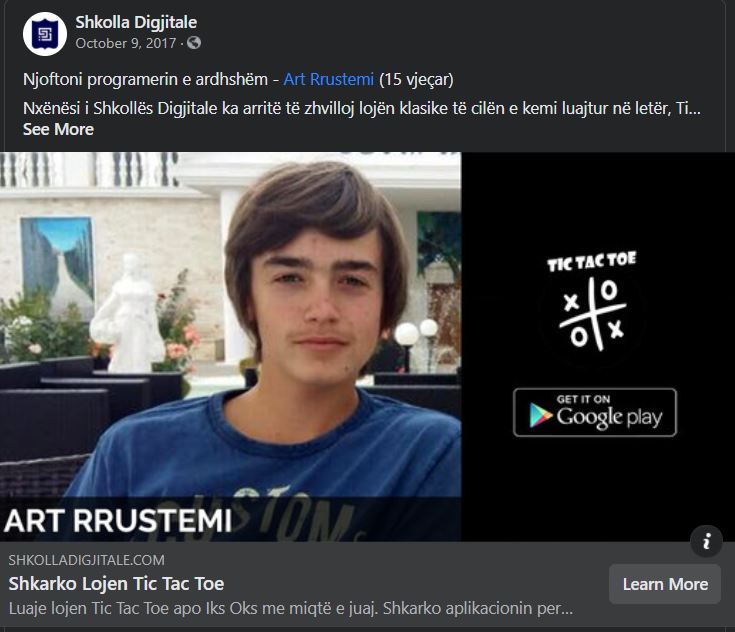 Shkolla Digjitale
October 9, 2017 ·
Njoftoni programerin e ardhshëm - Art Rrustemi (15 vjeçar)
Nxënësi i Shkollës Digjitale ka arritë të zhvilloj lojën klasike të cilën e kemi luajtur në letër, Ti...
See More
TIC TAC TOE
X O
O X
GET IT ON
Google play
CUSTOMS
ART RRUSTEMI
i
SHKOLLADIGJITALE.COM
Shkarko Lojen Tic Tac Toe
Luaje lojen Tic Tac Toe apo Iks Oks me miqtë e juaj. Shkarko aplikacionin per...
Learn More